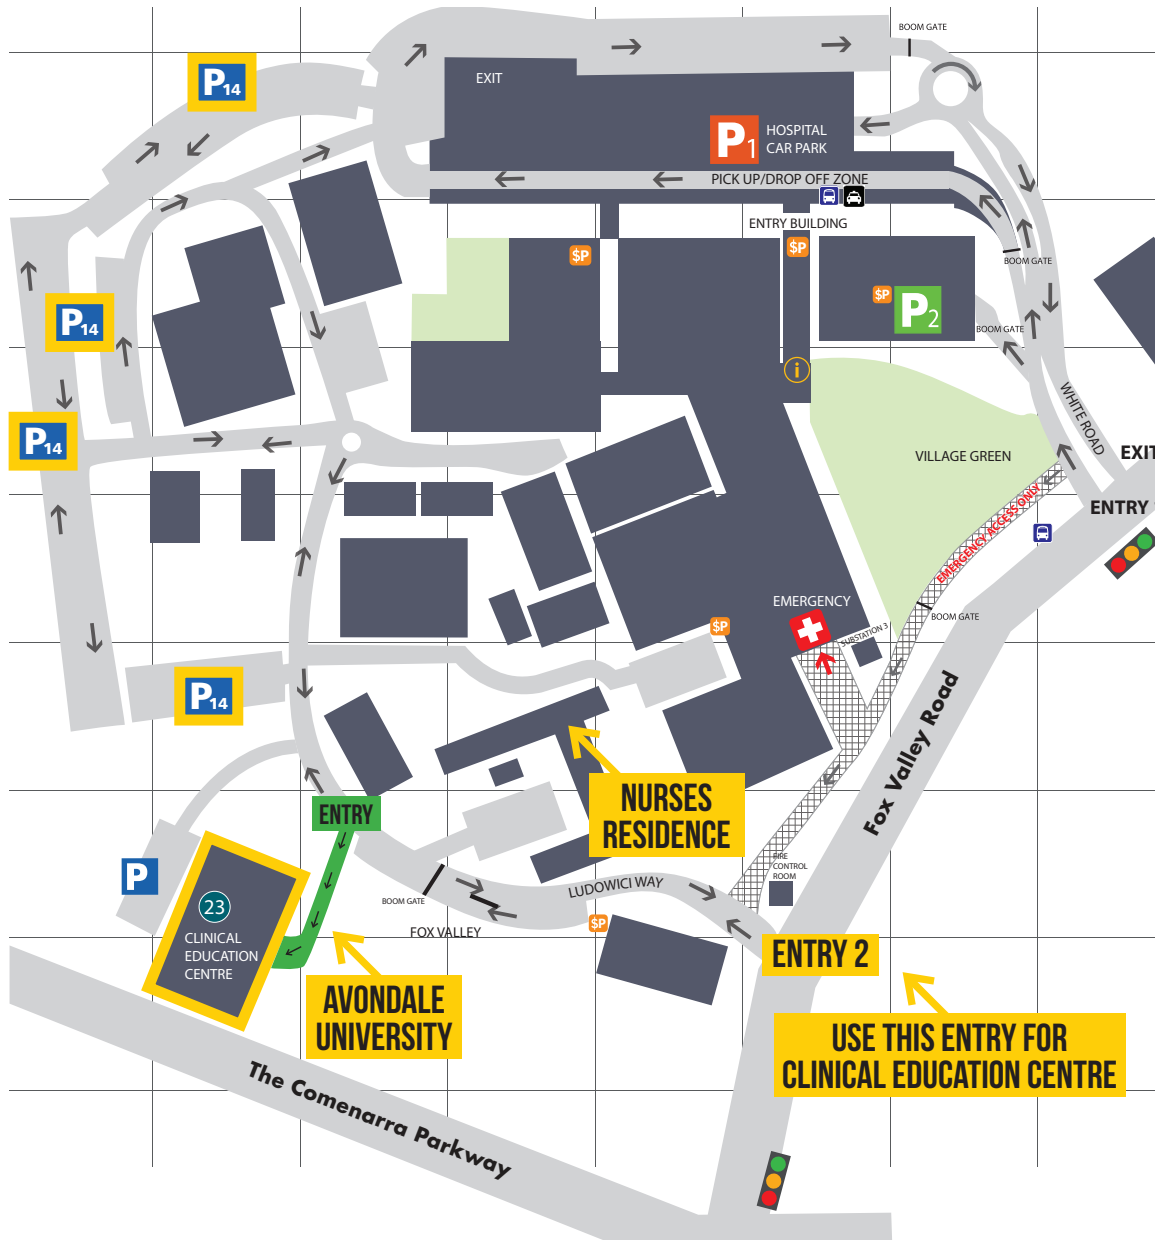 BOOM GATE
EXIT
P14
P1
HOSPITAL
CAR PARK
PICK UP/DROP OFF ZONE
ENTRY BUILDING
$P
$P
BOOM GATE
$P
P2
P14
BOOM GATE
i
WHITE ROAD
P14
VILLAGE GREEN
EXIT
ENTRY
EMERGENCY ACCESS ONLY
EMERGENCY
BOOM GATE
$P
SUBSTATION 3
P14
Fox Valley Road
NURSES
RESIDENCE
ENTRY
P
FIRE
CONTROL
ROOM
LUDOWICI WAY
BOOM GATE
23
$P
FOX VALLEY
CLINICAL
EDUCATION
CENTRE
ENTRY 2
AVONDALE
UNIVERSITY
USE THIS ENTRY FOR
CLINICAL EDUCATION CENTRE
The Comenarra Parkway